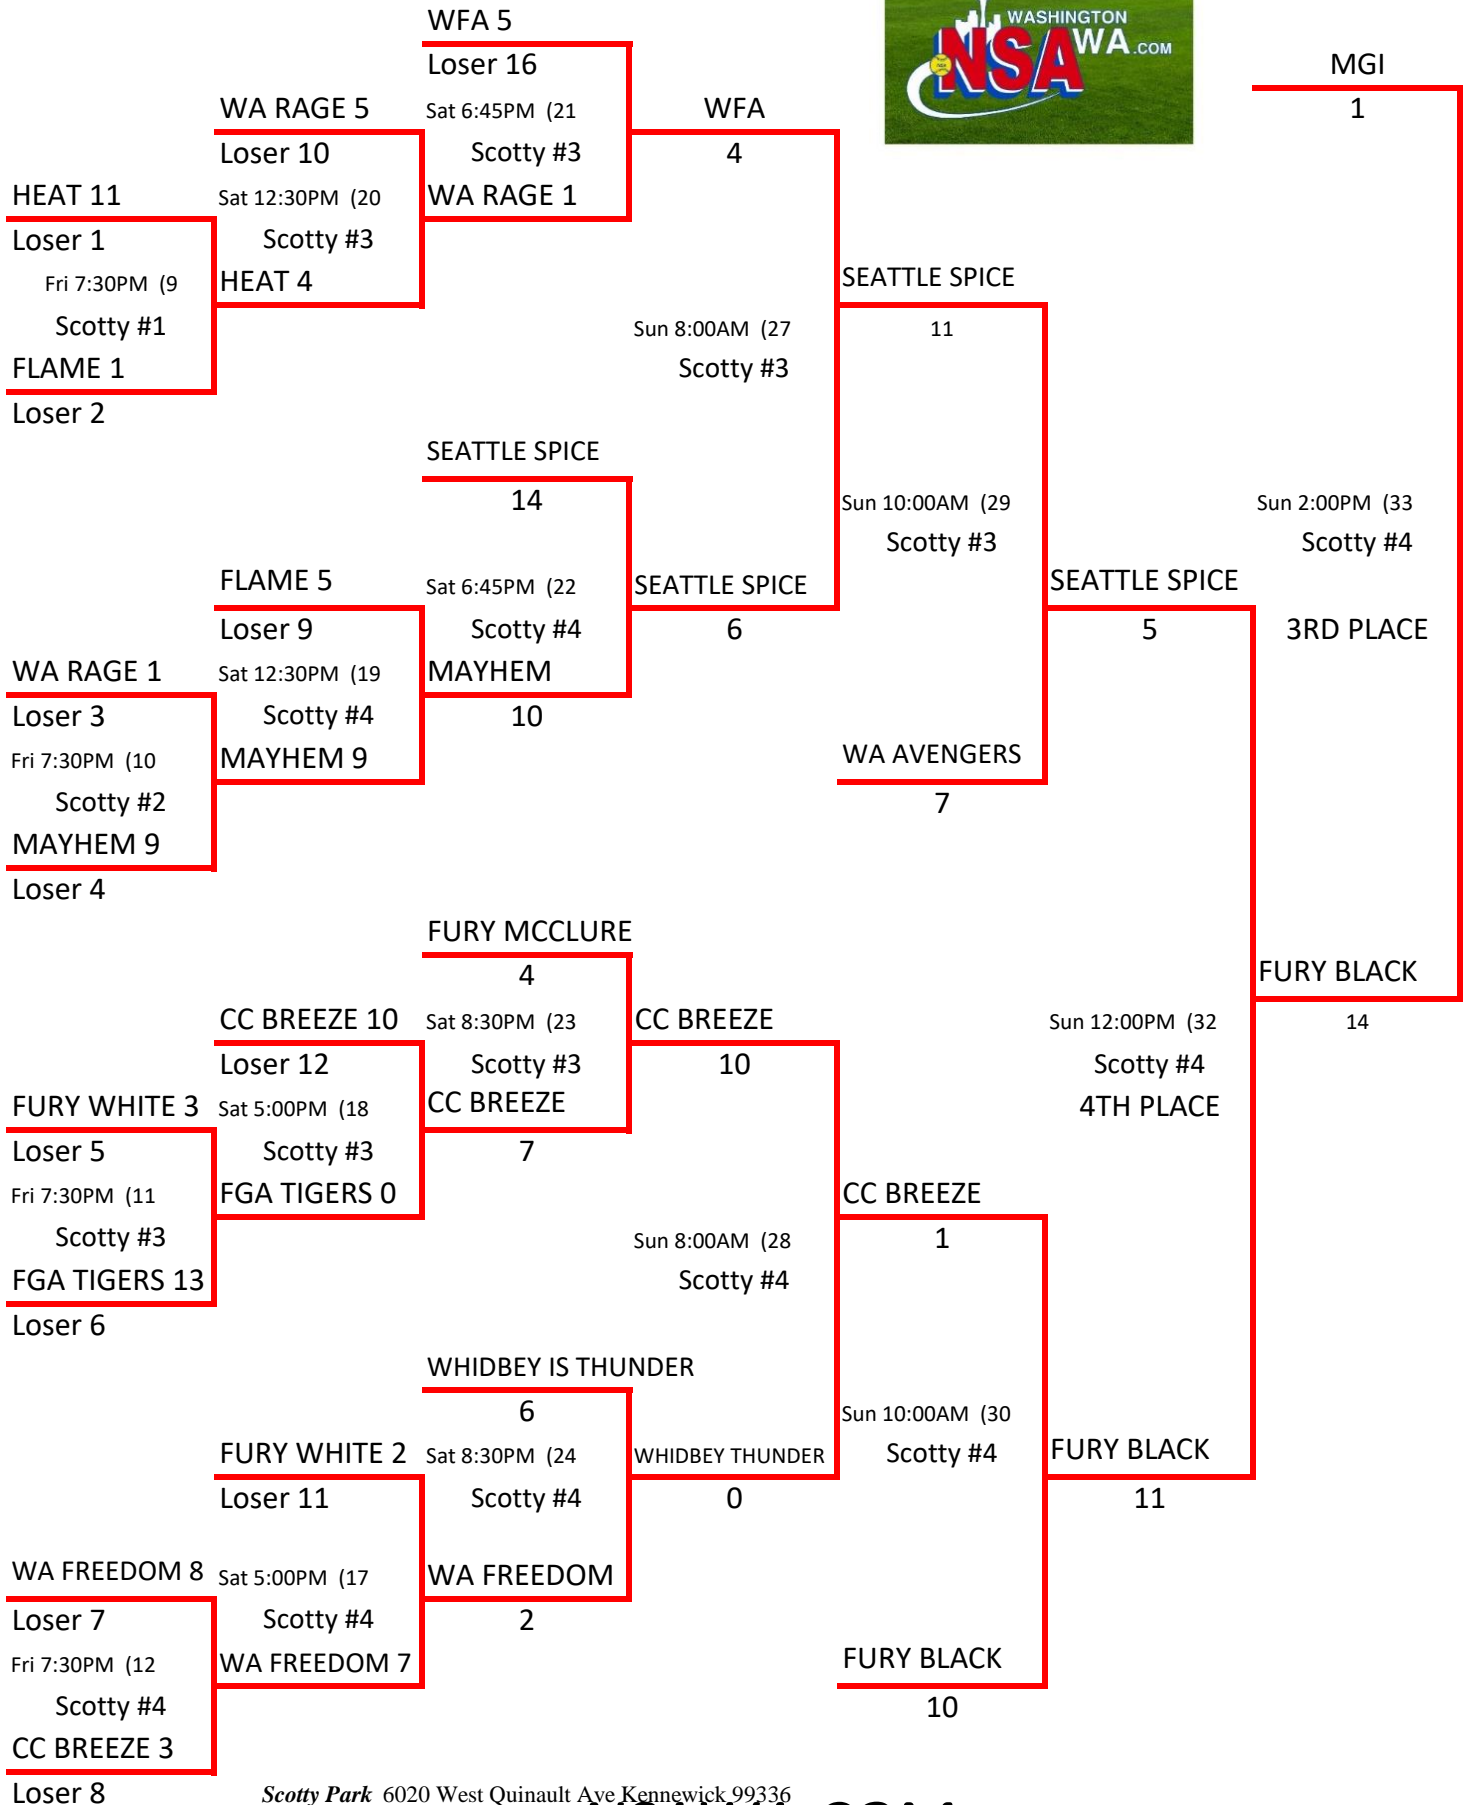 WFA 5
WASHINGTON
NSAWA.COM
Loser 16
MGI
WA RAGE 5
Sat 6:45PM (21
WFA
1
Loser 10
Scotty #3
4
HEAT 11
Sat 12:30PM (20
WA RAGE 1
Loser 1
Scotty #3
Fri 7:30PM (9
HEAT 4
SEATTLE SPICE
Scotty #1
Sun 8:00AM (27
11
FLAME 1
Scotty #3
Loser 2
SEATTLE SPICE
14
Sun 10:00AM (29
Sun 2:00PM (33
Scotty #3
Scotty #4
FLAME 5
Sat 6:45PM (22
SEATTLE SPICE
SEATTLE SPICE
Loser 9
Scotty #4
6
5
3RD PLACE
WA RAGE 1
Sat 12:30PM (19
MAYHEM
Loser 3
Scotty #4
10
Fri 7:30PM (10
MAYHEM 9
WA AVENGERS
Scotty #2
7
MAYHEM 9
Loser 4
FURY MCCLURE
4
FURY BLACK
CC BREEZE 10
Sat 8:30PM (23
CC BREEZE
Sun 12:00PM (32
14
Loser 12
Scotty #3
10
Scotty #4
FURY WHITE 3
Sat 5:00PM (18
CC BREEZE
4TH PLACE
Loser 5
Scotty #3
7
Fri 7:30PM (11
FGA TIGERS 0
CC BREEZE
Scotty #3
Sun 8:00AM (28
1
FGA TIGERS 13
Scotty #4
Loser 6
WHIDBEY IS THUNDER
6
Sun 10:00AM (30
FURY WHITE 2
Sat 8:30PM (24
WHIDBEY THUNDER
Scotty #4
FURY BLACK
Loser 11
Scotty #4
0
11
WA FREEDOM 8
Sat 5:00PM (17
WA FREEDOM
Loser 7
Scotty #4
2
Fri 7:30PM (12
WA FREEDOM 7
FURY BLACK
Scotty #4
10
CC BREEZE 3
Loser 8
Scotty Park 6020 West Quinault Ave Kennewick 99336